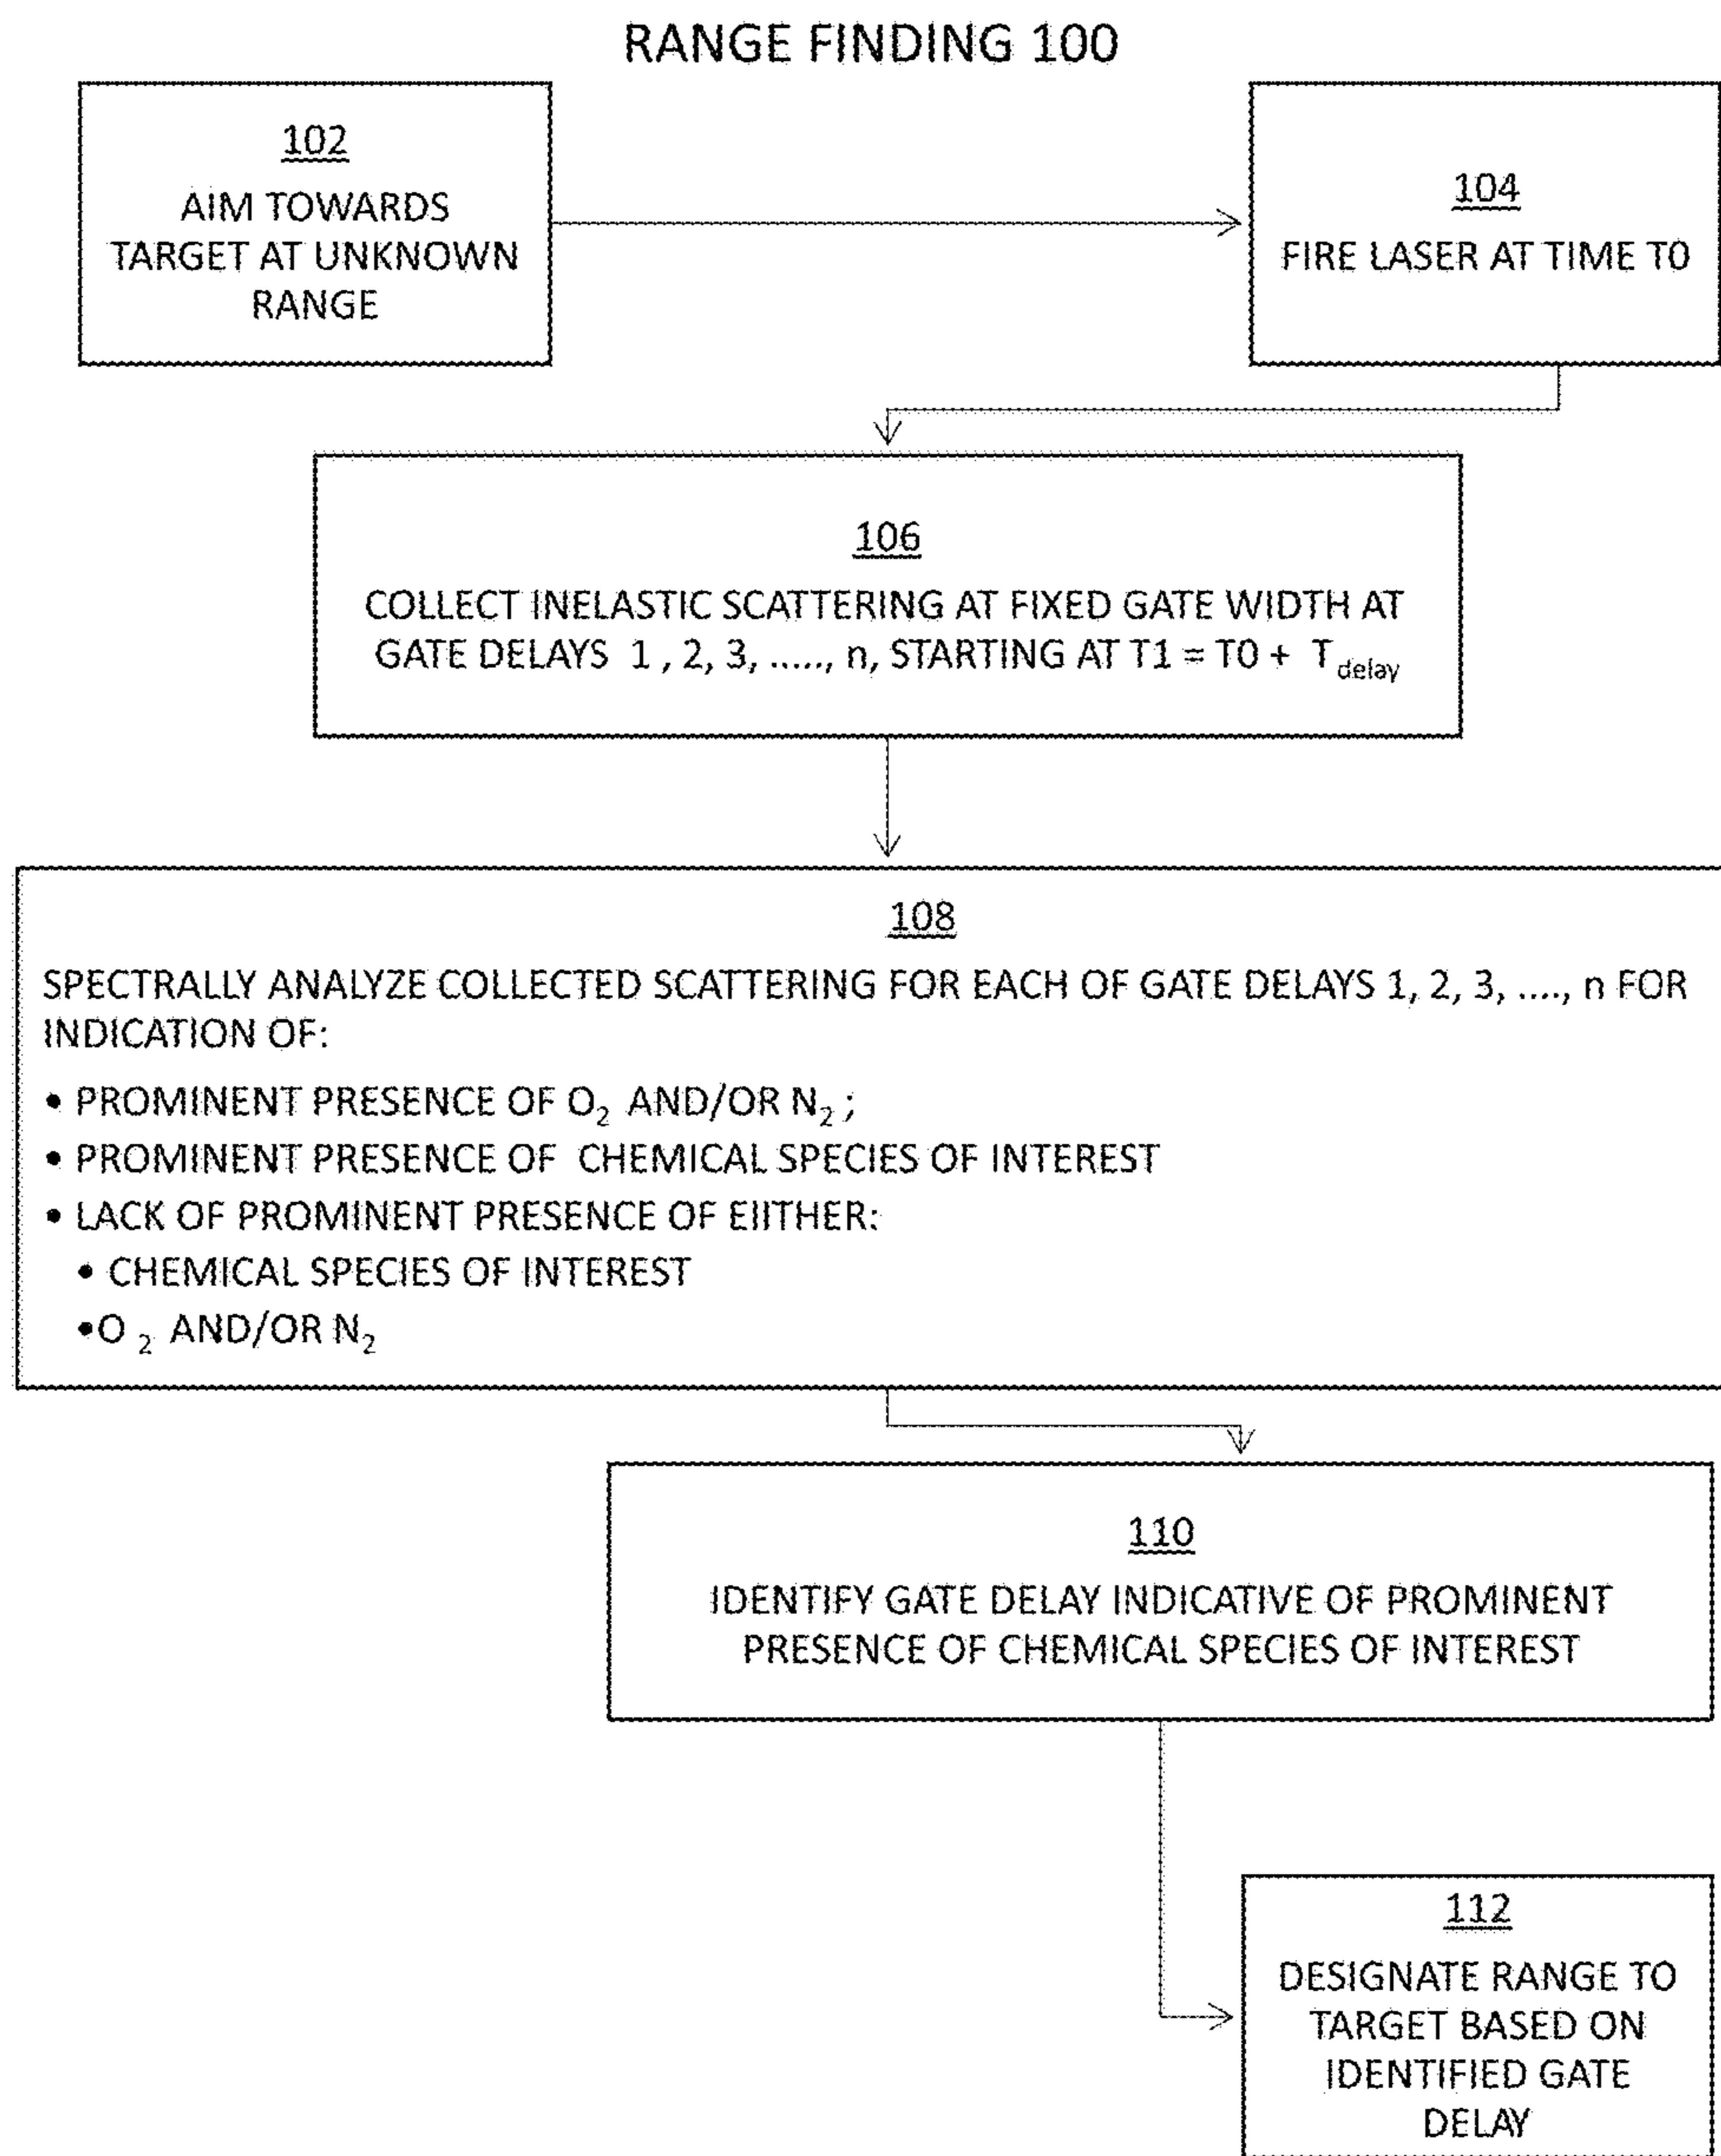 RANGE FINDING 100
102
AIM TOWARDS
TARGET AT UNKNOWN
RANGE
104
FIRE LASER AT TIME T0
106
COLLECT INELASTIC SCATTERING AT FIXED GATE WIDTH AT
GATE DELAYS 1 , 2, 3, ....., n, STARTING AT T1 = T0 + T delay
108
SPECTRALLY ANALYZE COLLECTED SCATTERING FOR EACH OF GATE DELAYS 1, 2, 3, ...., n FOR
INDICATION OF:
• PROMINENT PRESENCE OF O2 AND/OR N2 ;
• PROMINENT PRESENCE OF CHEMICAL SPECIES OF INTEREST
• LACK OF PROMINENT PRESENCE OF EIITHER:
• CHEMICAL SPECIES OF INTEREST
•O 2 AND/OR N2
110
IDENTIFY GATE DELAY INDICATIVE OF PROMINENT
PRESENCE OF CHEMICAL SPECIES OF INTEREST
112
DESIGNATE RANGE TO
TARGET BASED ON
IDENTIFIED GATE
DELAY